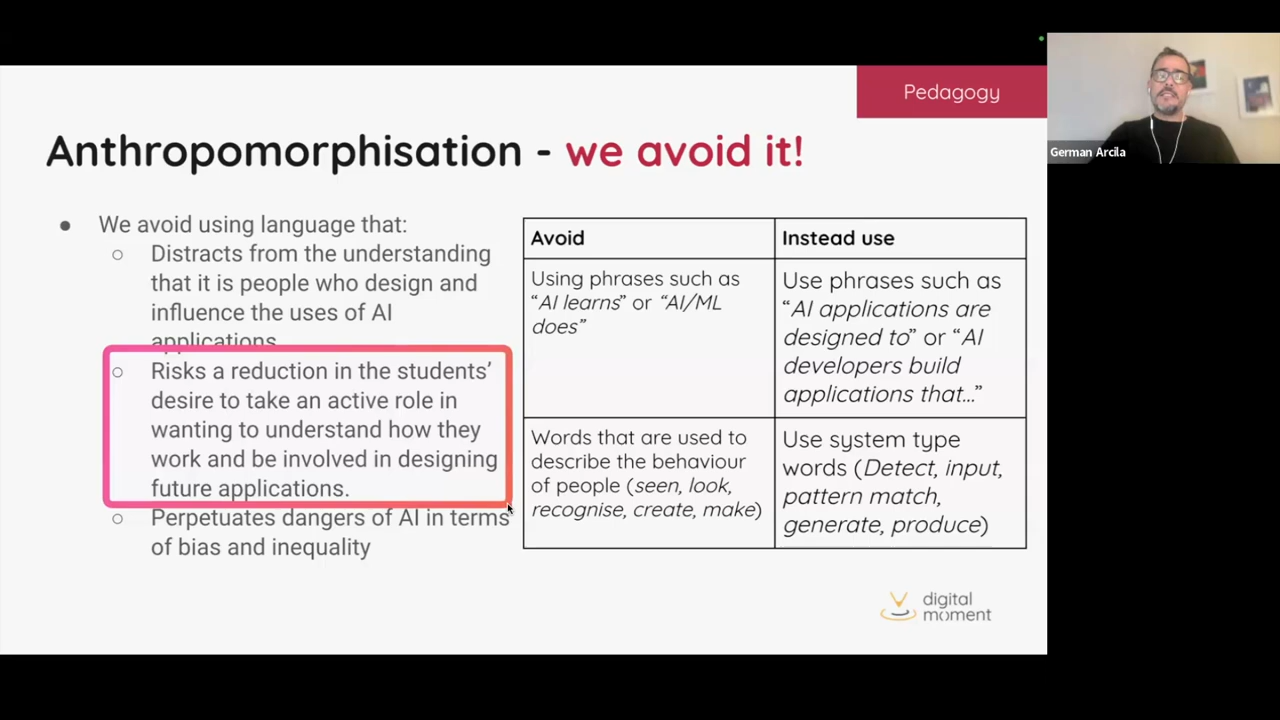 Pedagogy
German Arcila
Anthropomorphisation - we avoid it!
● We avoid using language that:
○ Distracts from the understanding
that it is people who design and
influence the uses of AI
applications
○ Risks a reduction in the students’
desire to take an active role in
wanting to understand how they
work and be involved in designing
future applications.
○ Perpetuates dangers of AI in terms
of bias and inequality
Avoid
Instead use
Using phrases such as
“AI learns” or “AI/ML
does”
Use phrases such as
“AI applications are
designed to” or “AI
developers build
applications that...”
Words that are used to
describe the behaviour
of people (seen, look,
recognise, create, make)
Use system type
words (Detect, input,
pattern match,
generate, produce)
digital
moment